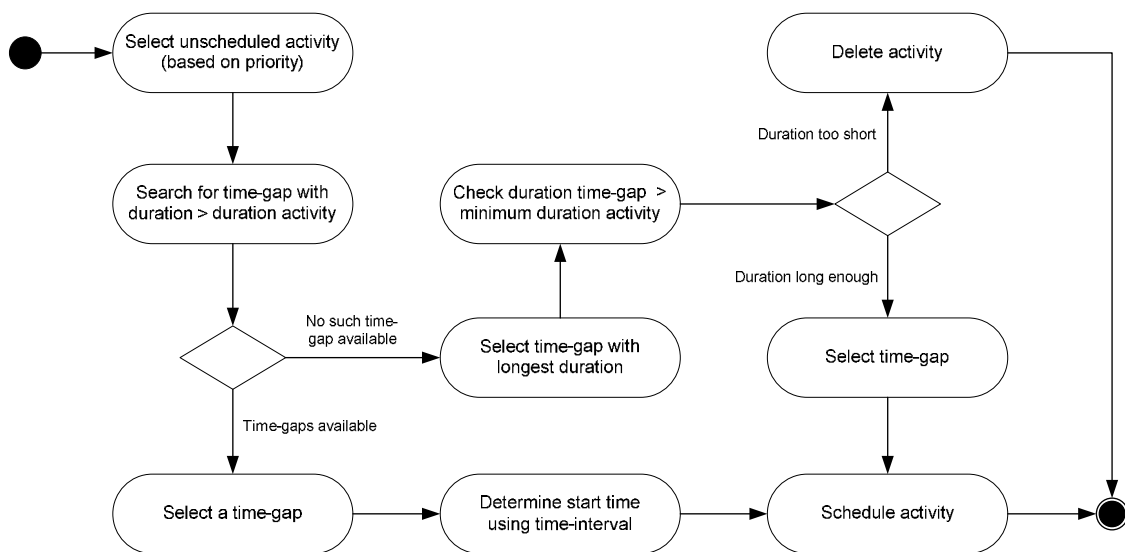 Select unscheduled activity
(based on priority)
Delete activity
Duration too short
Search for time-gap with
duration > duration activity
Check duration time-gap >
minimum duration activity
Duration long enough
No such time-
gap available
Select time-gap with
longest duration
Select time-gap
Time-gaps available
Select a time-gap
Determine start time
using time-interval
Schedule activity